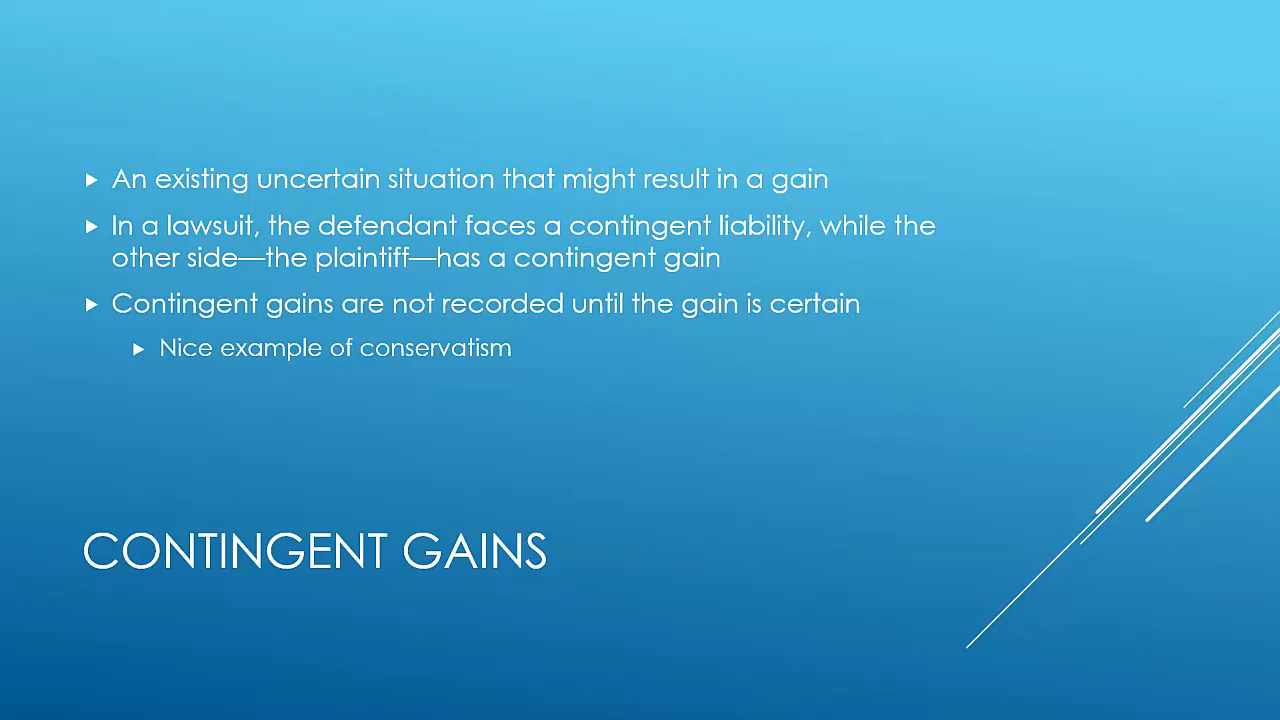 An existing uncertain situation that might result in a gain
In a lawsuit, the defendant faces a contingent liability, while the
other side—the plaintiff—has a contingent gain
Contingent gains are not recorded until the gain is certain
Nice example of conservatism
CONTINGENT GAINS